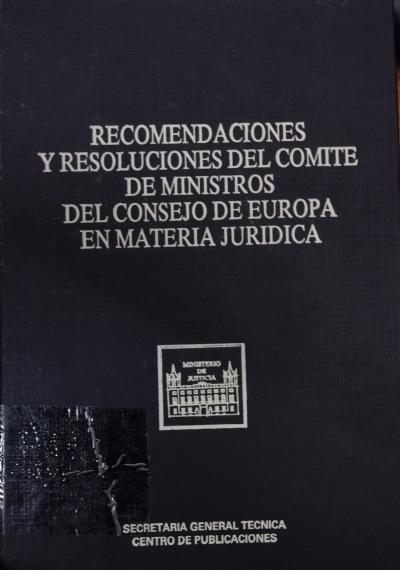 RECOMENDACIONES
Y RESOLUCIONES DEL COMITE
DE MINISTROS
DEL CONSEJO DE EUROPA
EN MATERIA JURIDICA
MINISTERIO
DE
JUSTICIA
SECRETARIA GENERAL TECNICA
CENTRO DE PUBLICACIONES